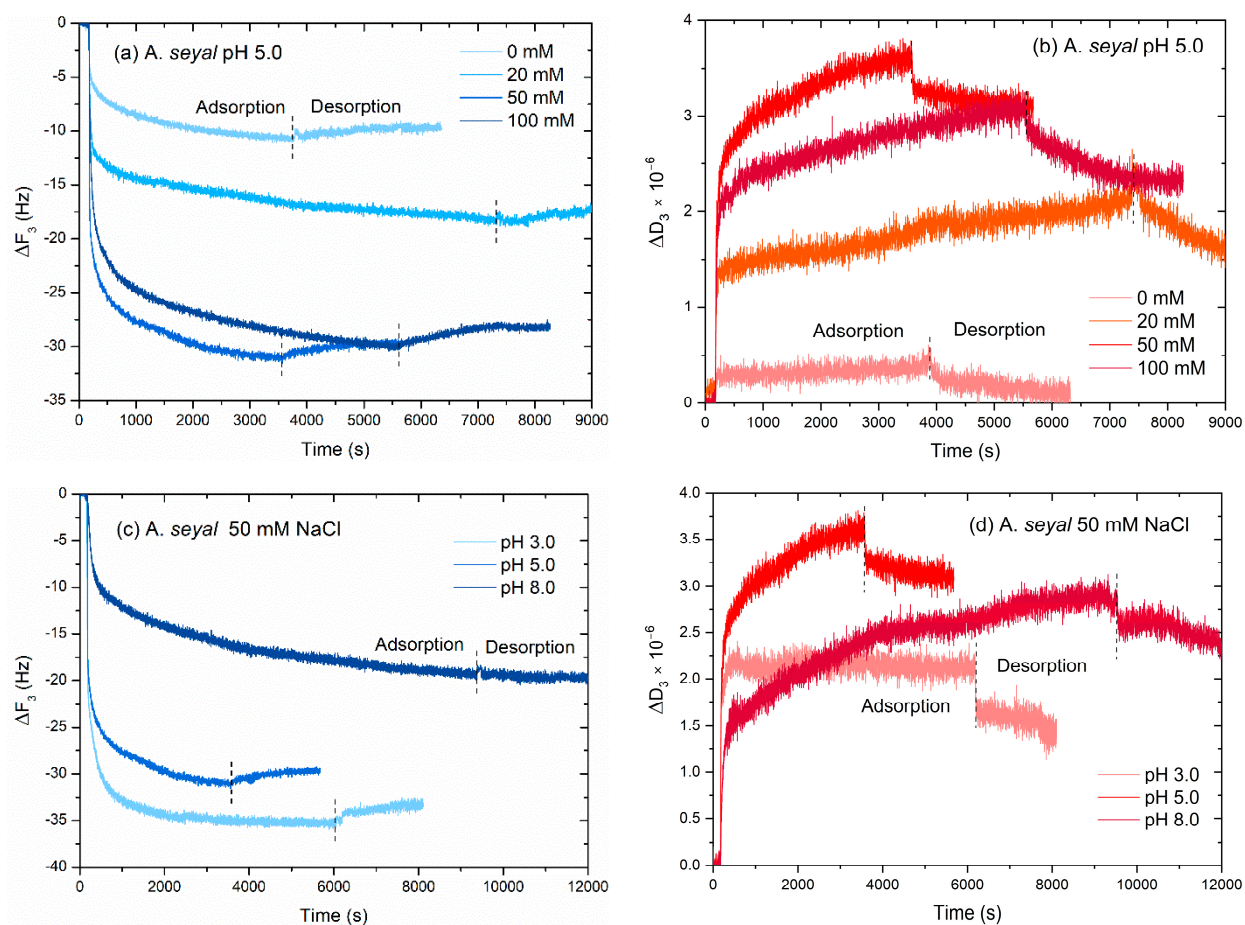 (a) A. seyal pH 5.0
0 mM
20 mM
50 mM
100 mM
Adsorption
Desorption
0
-5
-10
-15
-20
-25
-30
-35
ΔF3 (Hz)
0 1000 2000 3000 4000 5000 6000 7000 8000 9000
Time (s)
(b) A. seyal pH 5.0
4
3
2
1
0
ΔD3 × 10−6
Adsorption
Desorption
0 mM
20 mM
50 mM
100 mM
0 1000 2000 3000 4000 5000 6000 7000 8000 9000
Time (s)
(c) A. seyal 50 mM NaCl
pH 3.0
pH 5.0
pH 8.0
Adsorption
Desorption
0
-5
-10
-15
-20
-25
-30
-35
-40
ΔF3 (Hz)
0 2000 4000 6000 8000 10000 12000
Time (s)
(d) A. seyal 50 mM NaCl
4.0
3.5
3.0
2.5
2.0
1.5
1.0
0.5
0.0
ΔD3 × 10−6
Desorption
Adsorption
pH 3.0
pH 5.0
pH 8.0
0 2000 4000 6000 8000 10000 12000
Time (s)